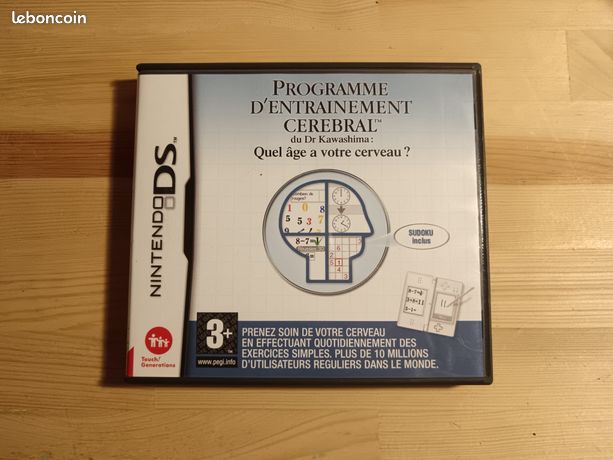 leboncoin
NINTENDO DS™
PROGRAMME
D'ENTRAINEMENT
CEREBRAL™
du Dr Kawashima :
Quel âge a votre cerveau ?
SUDOKU
inclus
Touch!
Generations
3+
www.pegi.info
PRENEZ SOIN DE VOTRE CERVEAU
EN EFFECTUANT QUOTIDIENNEMENT DES
EXERCICES SIMPLES. PLUS DE 10 MILLIONS
D'UTILISATEURS REGULIERS DANS LE MONDE.